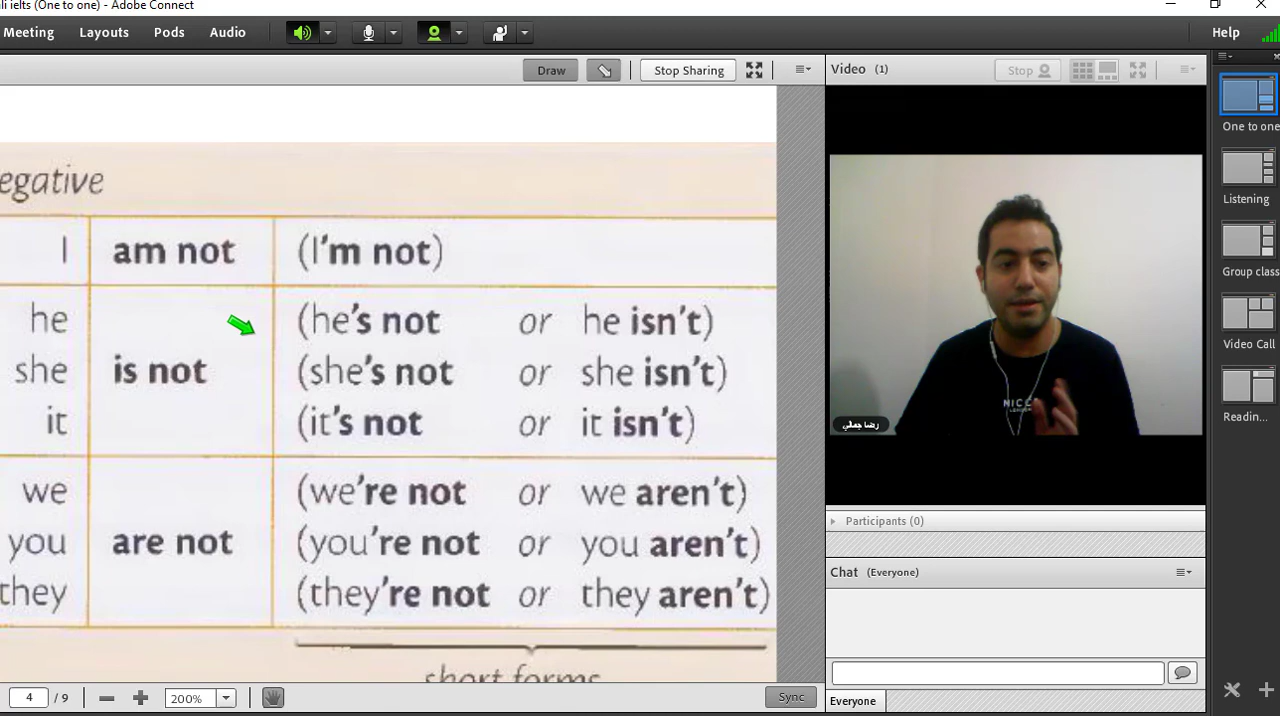 li ielts (One to one) - Adobe Connect
Meeting Layouts Pods Audio Help
Draw Stop Sharing
Video (1) Stop
egative
I am not (I'm not)
he (he's not or he isn't)
she is not (she's not or she isn't)
it (it's not or it isn't)
we (we're not or we aren't)
you are not (you're not or you aren't)
they (they're not or they aren't)
short forms
4 / 9 200% Sync
رضا جمالي
Participants (0)
Chat (Everyone)
Everyone
One to one
Listening
Group class
Video Call
Readin...